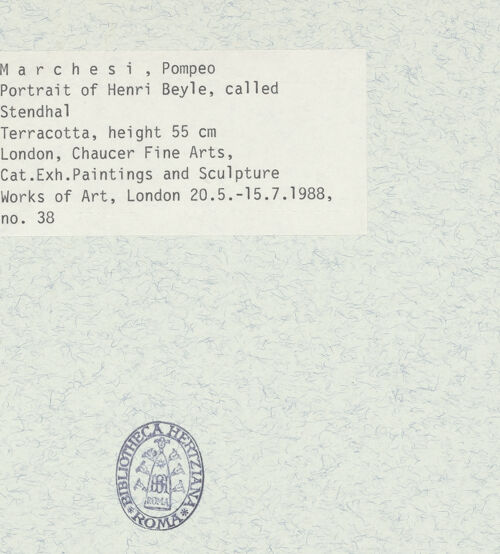 M a r c h e s i , Pompeo
Portrait of Henri Beyle, called
Stendhal
Terracotta, height 55 cm
London, Chaucer Fine Arts,
Cat.Exh.Paintings and Sculpture
Works of Art, London 20.5.-15.7.1988,
no. 38
BIBLIOTHECA HERTZIANA
ROMA
ROMA